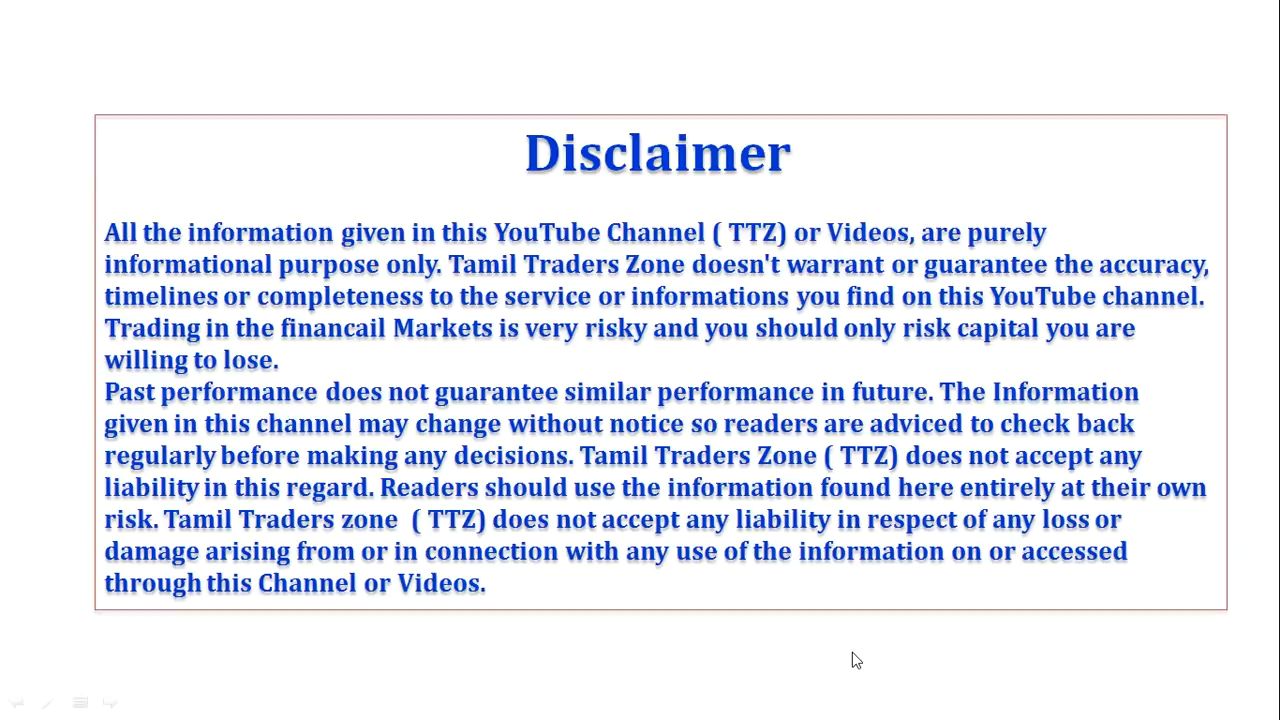 Disclaimer
All the information given in this YouTube Channel ( TTZ) or Videos, are purely
informational purpose only. Tamil Traders Zone doesn't warrant or guarantee the accuracy,
timelines or completeness to the service or informations you find on this YouTube channel.
Trading in the financail Markets is very risky and you should only risk capital you are
willing to lose.
Past performance does not guarantee similar performance in future. The Information
given in this channel may change without notice so readers are adviced to check back
regularly before making any decisions. Tamil Traders Zone ( TTZ) does not accept any
liability in this regard. Readers should use the information found here entirely at their own
risk. Tamil Traders zone  ( TTZ) does not accept any liability in respect of any loss or
damage arising from or in connection with any use of the information on or accessed
through this Channel or Videos.